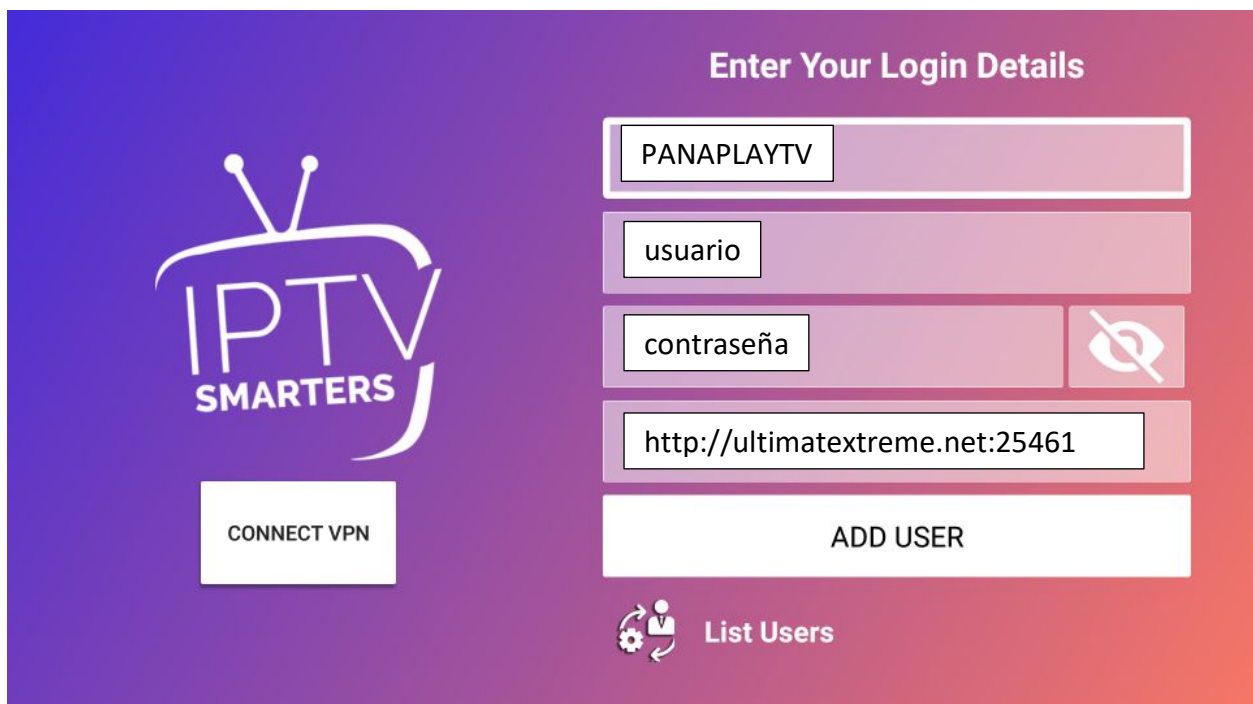 Enter Your Login Details
PANAPLAYTV
usuario
contraseña
http://ultimatextreme.net:25461
ADD USER
List Users
IPTV
SMARTERS
CONNECT VPN